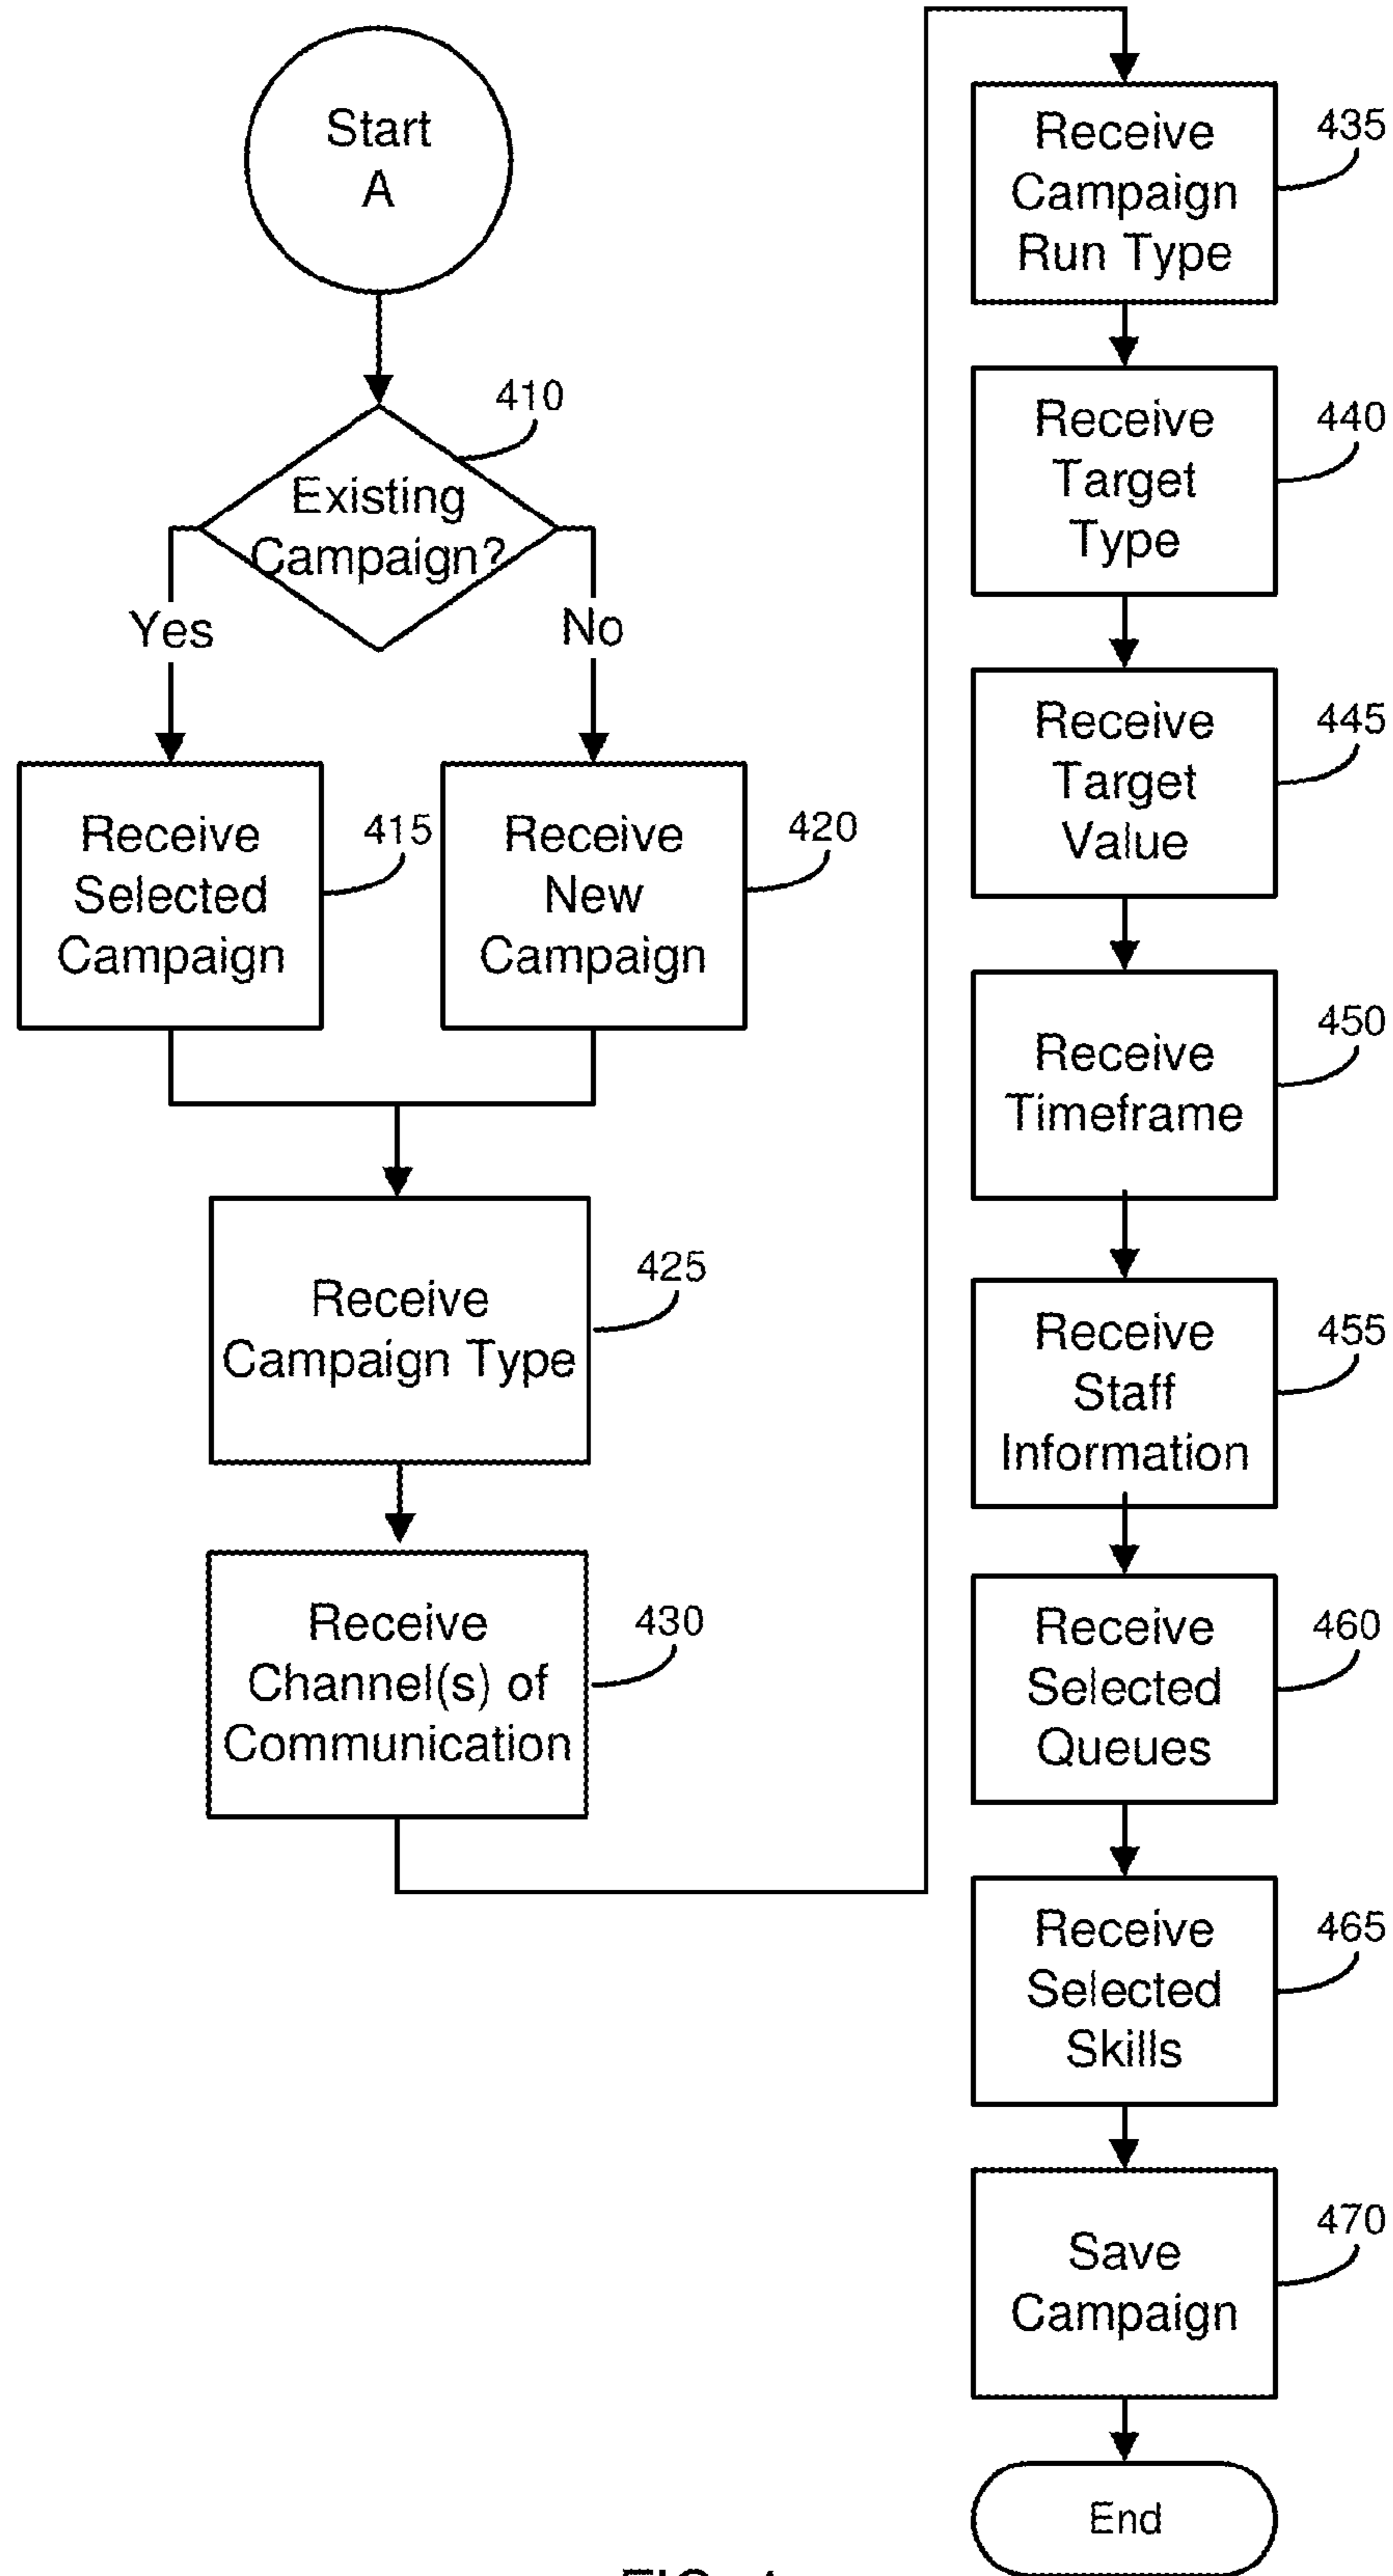 Start
A
410
Existing
Campaign?
Yes
No
Receive
Selected
Campaign
415
Receive
New
Campaign
420
Receive
Campaign Type
425
Receive
Channel(s) of
Communication
430
Receive
Campaign
Run Type
435
Receive
Target
Type
440
Receive
Target
Value
445
Receive
Timeframe
450
Receive
Staff
Information
455
Receive
Selected
Queues
460
Receive
Selected
Skills
465
Save
Campaign
470
End